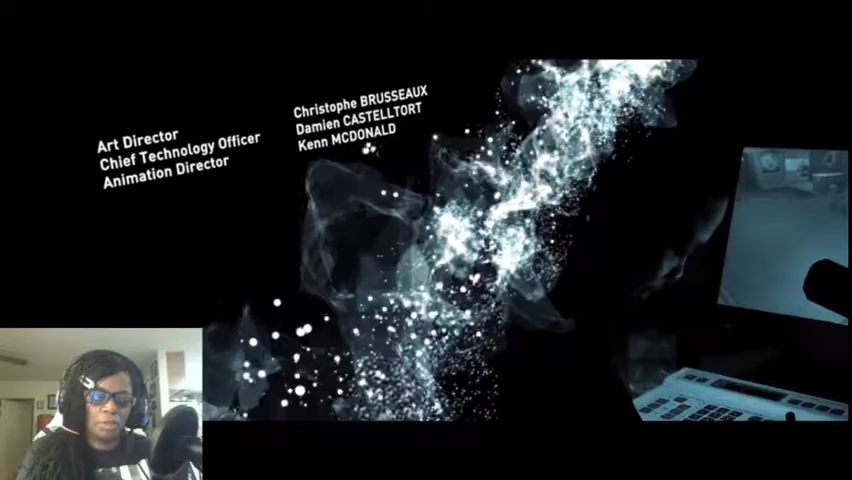 Art Director
Chief Technology Officer
Animation Director
Christophe BRUSSEAUX
Damien CASTELLTORT
Kenn MCDONALD